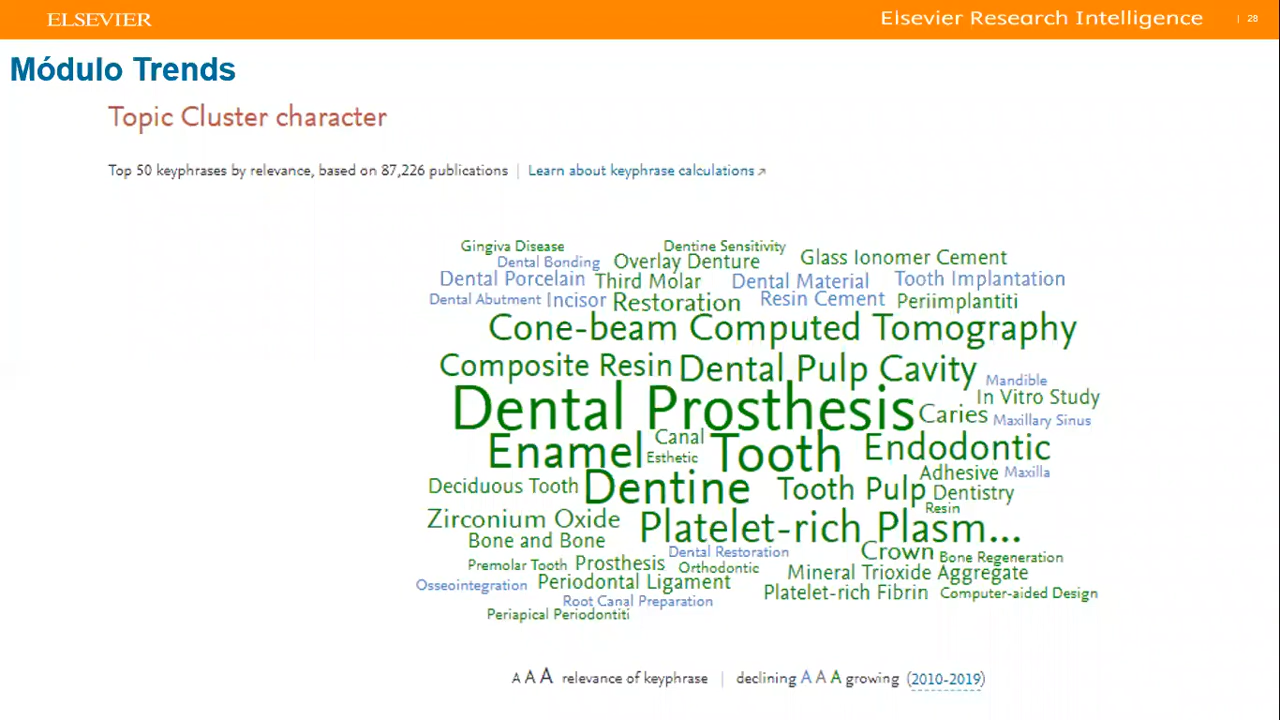 ELSEVIER
Elsevier Research Intelligence | 28
Módulo Trends
Topic Cluster character
Top 50 keyphrases by relevance, based on 87,226 publications | Learn about keyphrase calculations ↗
Gingiva Disease Dentine Sensitivity
Dental Bonding Overlay Denture Glass Ionomer Cement
Dental Porcelain Third Molar Dental Material Tooth Implantation
Dental Abutment Incisor Restoration Resin Cement Periimplantiti
Cone-beam Computed Tomography
Composite Resin Dental Pulp Cavity Mandible
In Vitro Study
Dental Prosthesis Caries Maxillary Sinus
Canal
Enamel Esthetic Tooth Endodontic
Adhesive Maxilla
Deciduous Tooth Dentine Tooth Pulp Dentistry
Resin
Zirconium Oxide Platelet-rich Plasm...
Bone and Bone Dental Restoration Crown Bone Regeneration
Premolar Tooth Prosthesis Orthodontic Mineral Trioxide Aggregate
Osseointegration Periodontal Ligament Platelet-rich Fibrin Computer-aided Design
Root Canal Preparation
Periapical Periodontiti
A A A relevance of keyphrase | declining A A A growing (2010-2019)